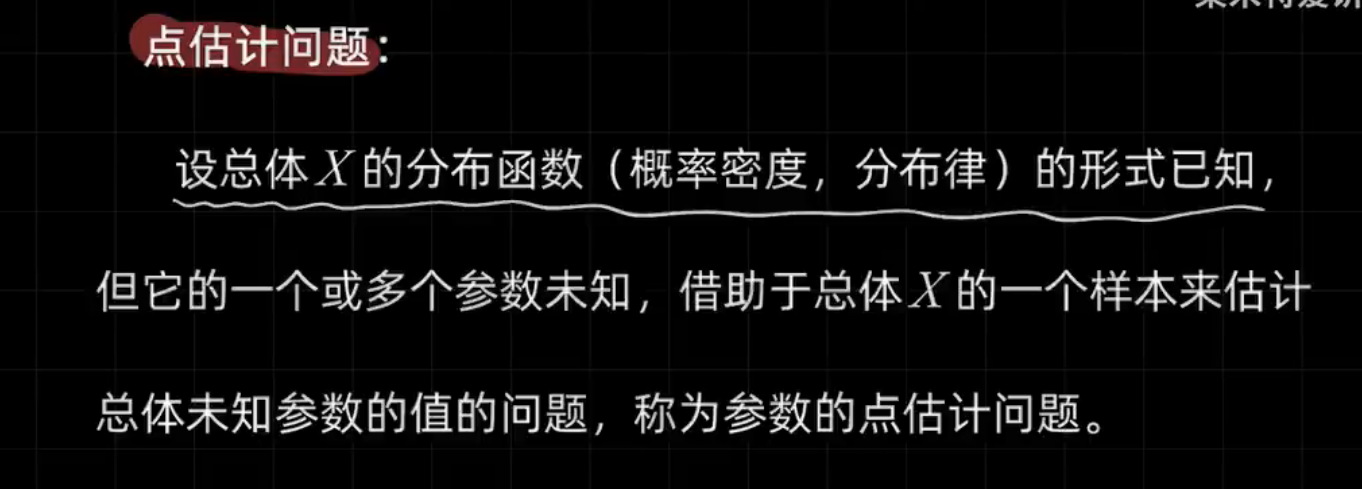 点估计问题：
设总体X的分布函数（概率密度，分布律）的形式已知，
但它的一个或多个参数未知，借助于总体X的一个样本来估计
总体未知参数的值的问题，称为参数的点估计问题。